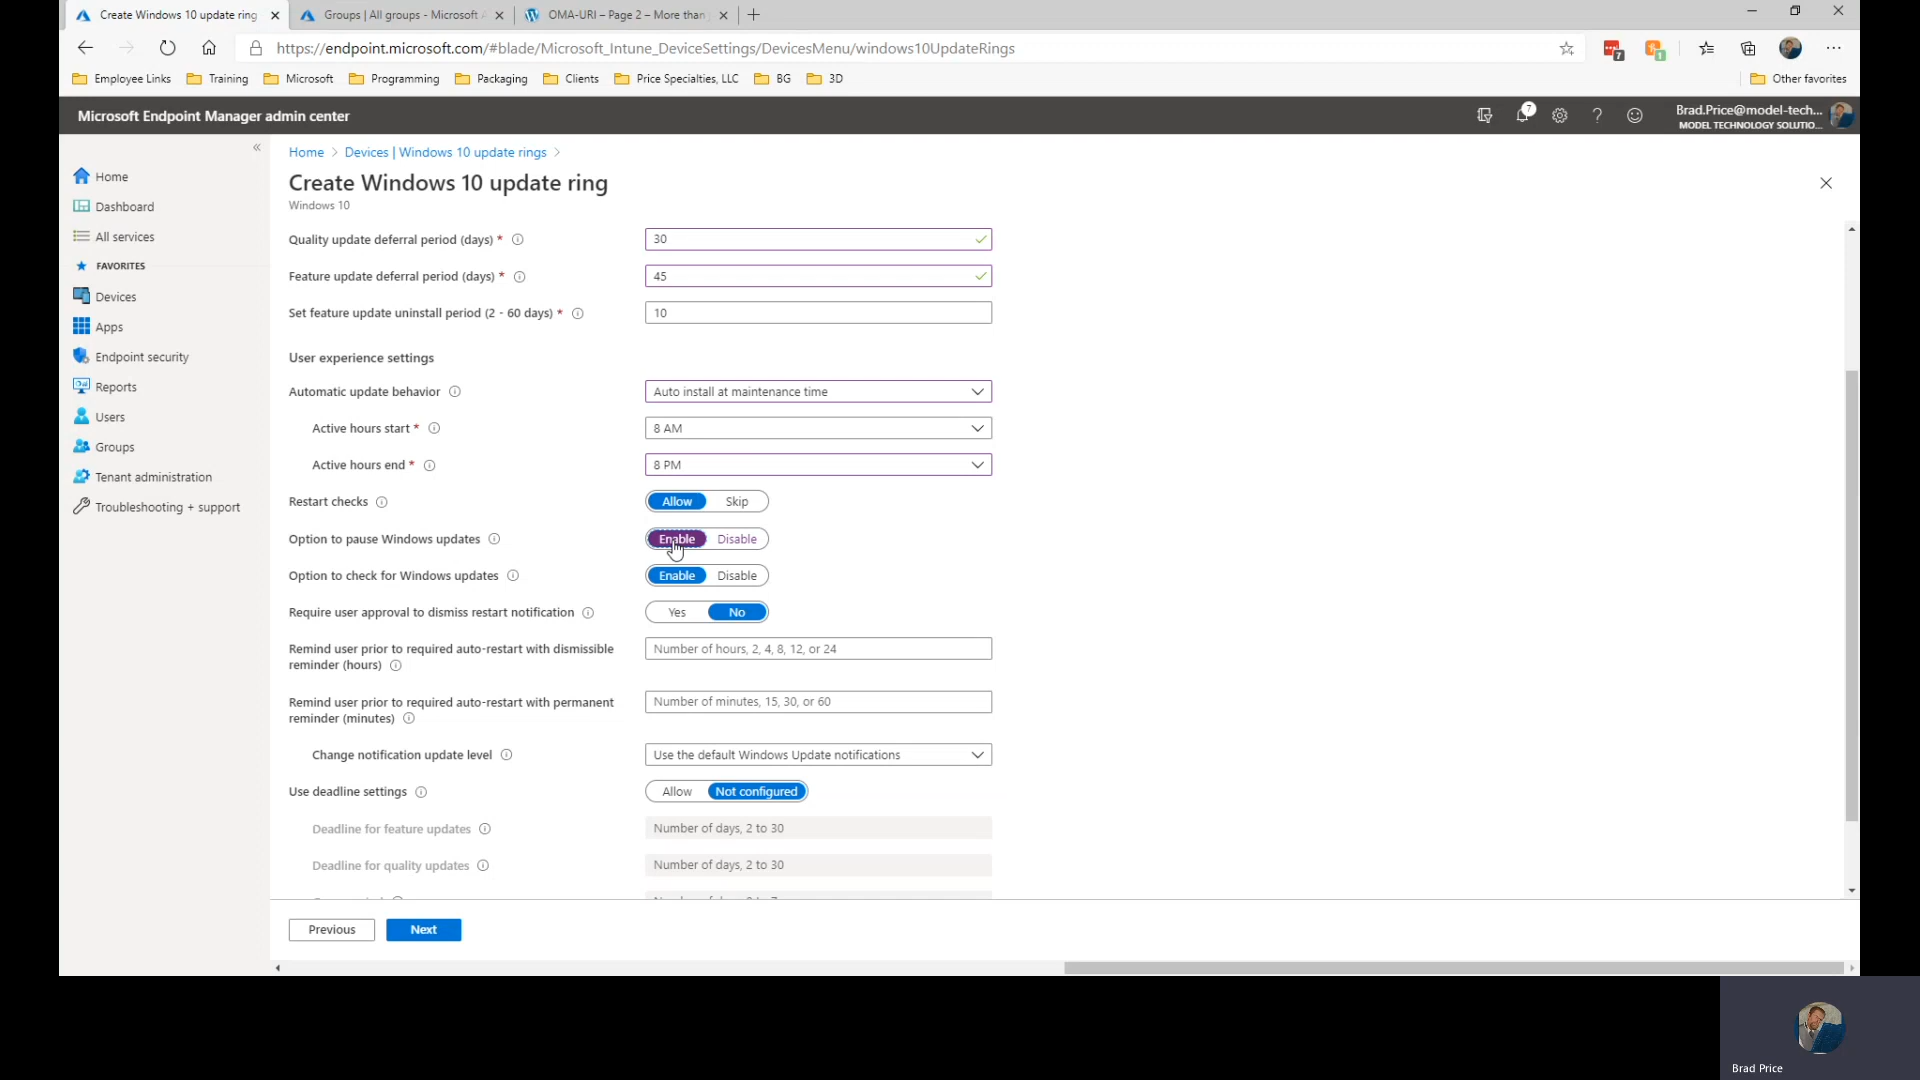 Create Windows 10 update ring
Groups | All groups - Microsoft A
OMA-URI – Page 2 – More than
https://endpoint.microsoft.com/#blade/Microsoft_Intune_DeviceSettings/DevicesMenu/windows10UpdateRings
7
1
Employee Links
Training
Microsoft
Programming
Packaging
Clients
Price Specialties, LLC
BG
3D
Other favorites
Microsoft Endpoint Manager admin center
7
Brad.Price@model-tech...
MODEL TECHNOLOGY SOLUTIO...
Home
Dashboard
All services
FAVORITES
Devices
Apps
Endpoint security
Reports
Users
Groups
Tenant administration
Troubleshooting + support
Home > Devices | Windows 10 update rings >
Create Windows 10 update ring
Windows 10
Quality update deferral period (days) * 30
Feature update deferral period (days) * 45
Set feature update uninstall period (2 - 60 days) * 10
User experience settings
Automatic update behavior Auto install at maintenance time
Active hours start * 8 AM
Active hours end * 8 PM
Restart checks Allow Skip
Option to pause Windows updates Enable Disable
Option to check for Windows updates Enable Disable
Require user approval to dismiss restart notification Yes No
Remind user prior to required auto-restart with dismissible
reminder (hours)
Number of hours, 2, 4, 8, 12, or 24
Remind user prior to required auto-restart with permanent
reminder (minutes)
Number of minutes, 15, 30, or 60
Change notification update level Use the default Windows Update notifications
Use deadline settings Allow Not configured
Deadline for feature updates Number of days, 2 to 30
Deadline for quality updates Number of days, 2 to 30
Previous
Next
Brad Price